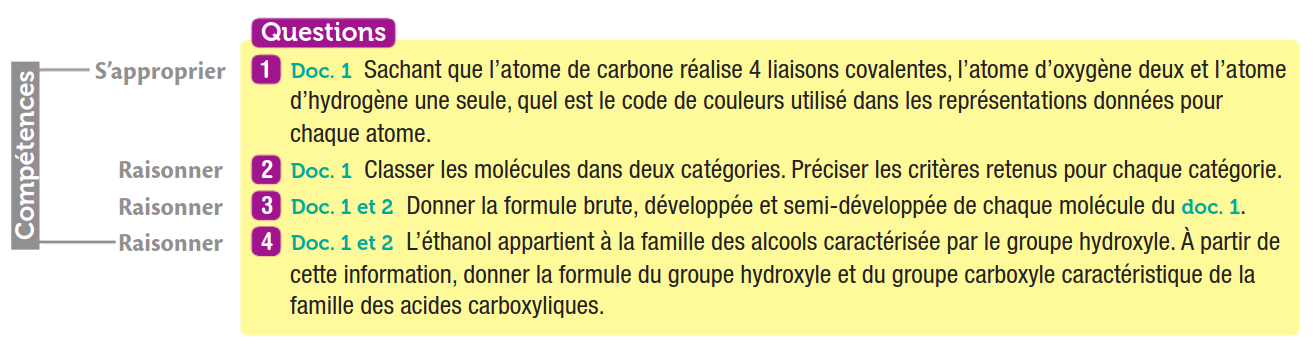 Questions
Compétences
S'approprier
1 Doc. 1 Sachant que l'atome de carbone réalise 4 liaisons covalentes, l'atome d'oxygène deux et l'atome
d'hydrogène une seule, quel est le code de couleurs utilisé dans les représentations données pour
chaque atome.
Raisonner
2 Doc. 1 Classer les molécules dans deux catégories. Préciser les critères retenus pour chaque catégorie.
Raisonner
3 Doc. 1 et 2 Donner la formule brute, développée et semi-développée de chaque molécule du doc. 1.
Raisonner
4 Doc. 1 et 2 L'éthanol appartient à la famille des alcools caractérisée par le groupe hydroxyle. À partir de
cette information, donner la formule du groupe hydroxyle et du groupe carboxyle caractéristique de la
famille des acides carboxyliques.